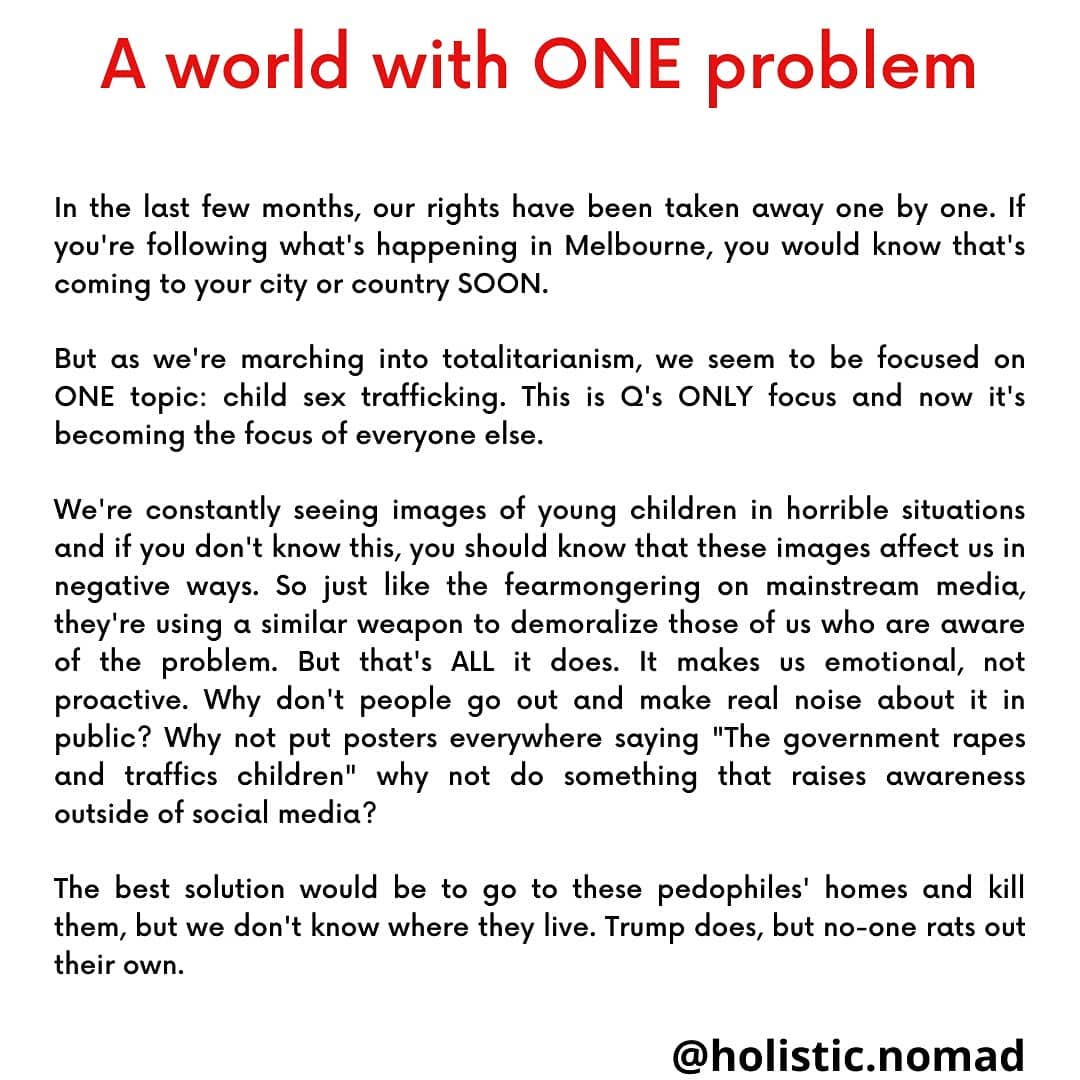 A world with ONE problem
In the last few months, our rights have been taken away one by one. If
you're following what's happening in Melbourne, you would know that's
coming to your city or country SOON.
But as we're marching into totalitarianism, we seem to be focused on
ONE topic: child sex trafficking. This is Q's ONLY focus and now it's
becoming the focus of everyone else.
We're constantly seeing images of young children in horrible situations
and if you don't know this, you should know that these images affect us in
negative ways. So just like the fearmongering on mainstream media,
they're using a similar weapon to demoralize those of us who are aware
of the problem. But that's ALL it does. It makes us emotional, not
proactive. Why don't people go out and make real noise about it in
public? Why not put posters everywhere saying "The government rapes
and traffics children" why not do something that raises awareness
outside of social media?
The best solution would be to go to these pedophiles' homes and kill
them, but we don't know where they live. Trump does, but no-one rats out
their own.
@holistic.nomad